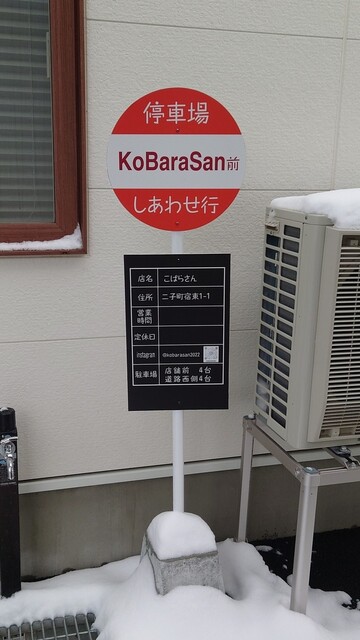 停車場
KoBaraSan前
しあわせ行
店名 こばらさん
住所 二子町宿東1-1
営業時間
定休日
instagram @kobarasan2022
駐車場 店舗前 4台
道路西側4台